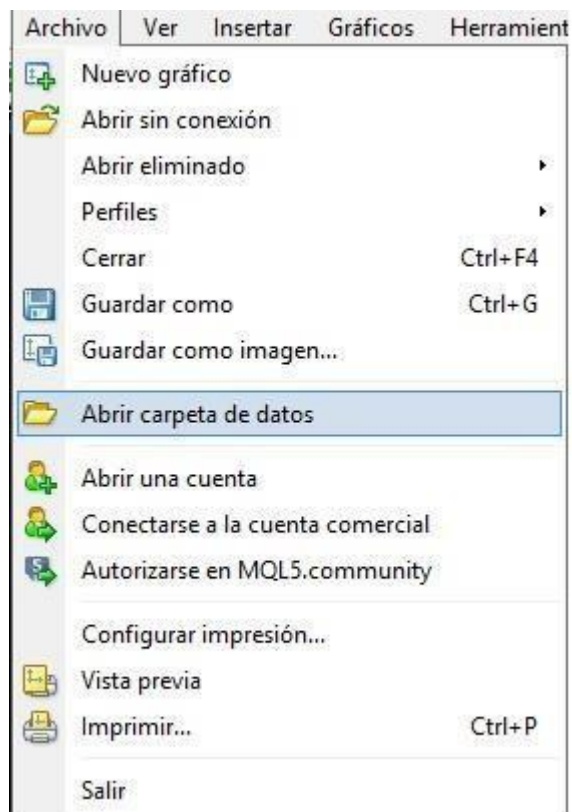 Archivo Ver Insertar Gráficos Herramient
Nuevo gráfico
Abrir sin conexión
Abrir eliminado
Perfiles
Cerrar Ctrl+F4
Guardar como Ctrl+G
Guardar como imagen...
Abrir carpeta de datos
Abrir una cuenta
Conectarse a la cuenta comercial
Autorizarse en MQL5.community
Configurar impresión...
Vista previa
Imprimir... Ctrl+P
Salir